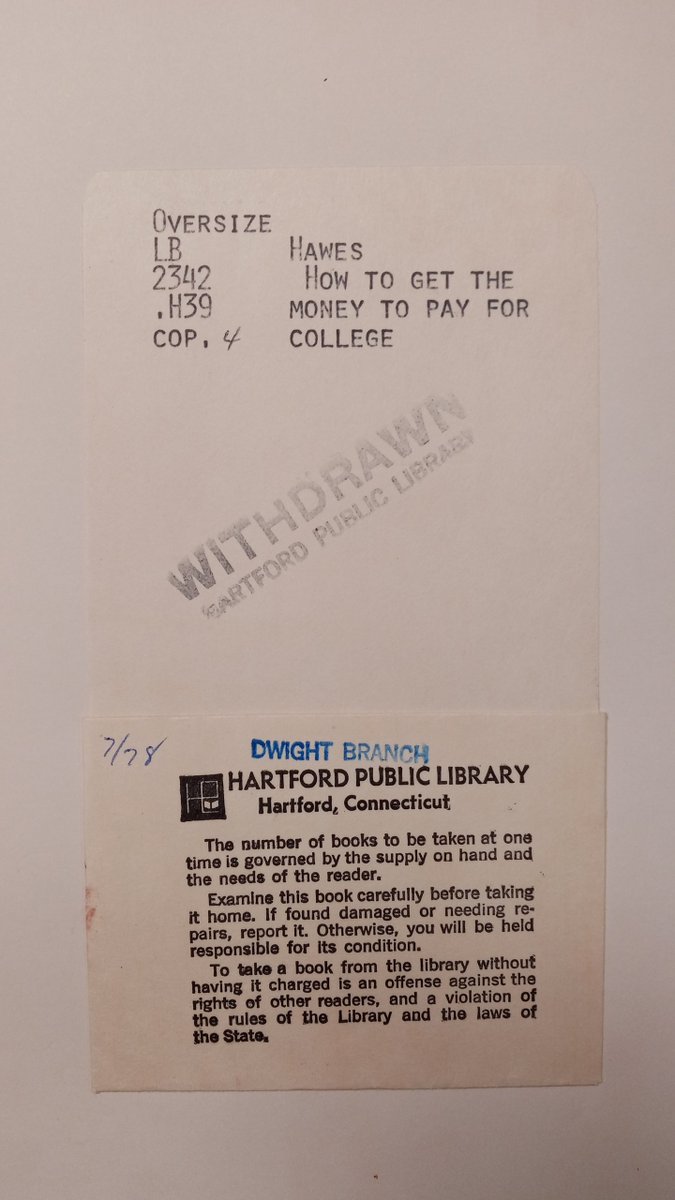 OVERSIZE
LB HAWES
2342 HOW TO GET THE
.H39 MONEY TO PAY FOR
COP. 4 COLLEGE
WITHDRAWN
HARTFORD PUBLIC LIBRARY
7/78 DWIGHT BRANCH
HARTFORD PUBLIC LIBRARY
Hartford, Connecticut
The number of books to be taken at one
time is governed by the supply on hand and
the needs of the reader.
Examine this book carefully before taking
it home. If found damaged or needing re-
pairs, report it. Otherwise, you will be held
responsible for its condition.
To take a book from the library without
having it charged is an offense against the
rights of other readers, and a violation of
the rules of the Library and the laws of
the State.